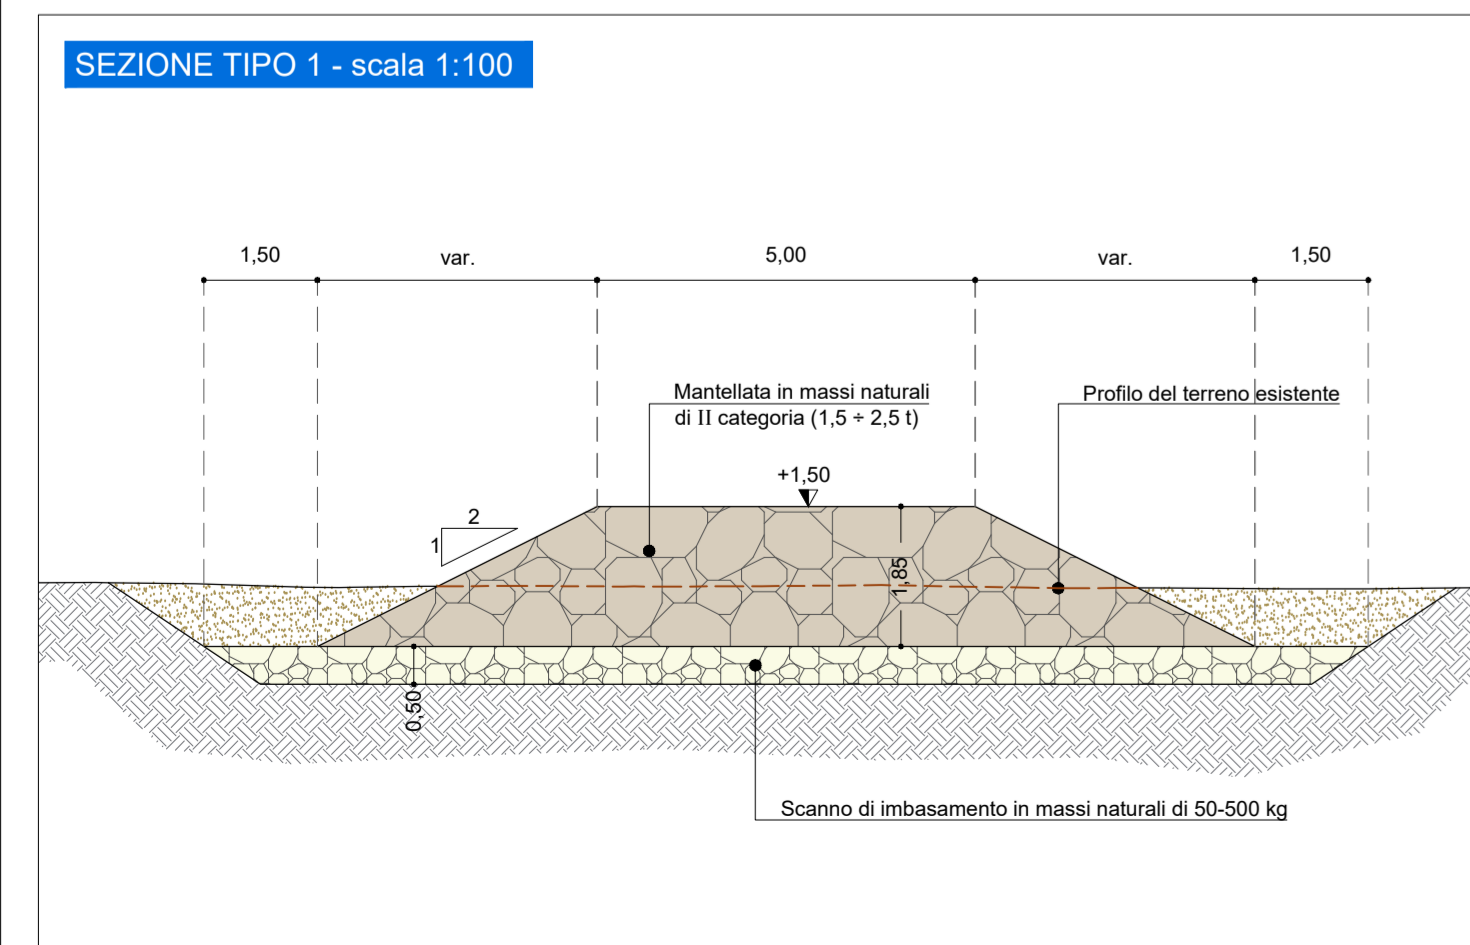 SEZIONE TIPO 1 - scala 1:100
1,50
var.
5,00
var.
1,50
Mantellata in massi naturali
di II categoria (1,5 ÷ 2,5 t)
Profilo del terreno esistente
+1,50
2
1
1,85
0,50
Scanno di imbasamento in massi naturali di 50-500 kg